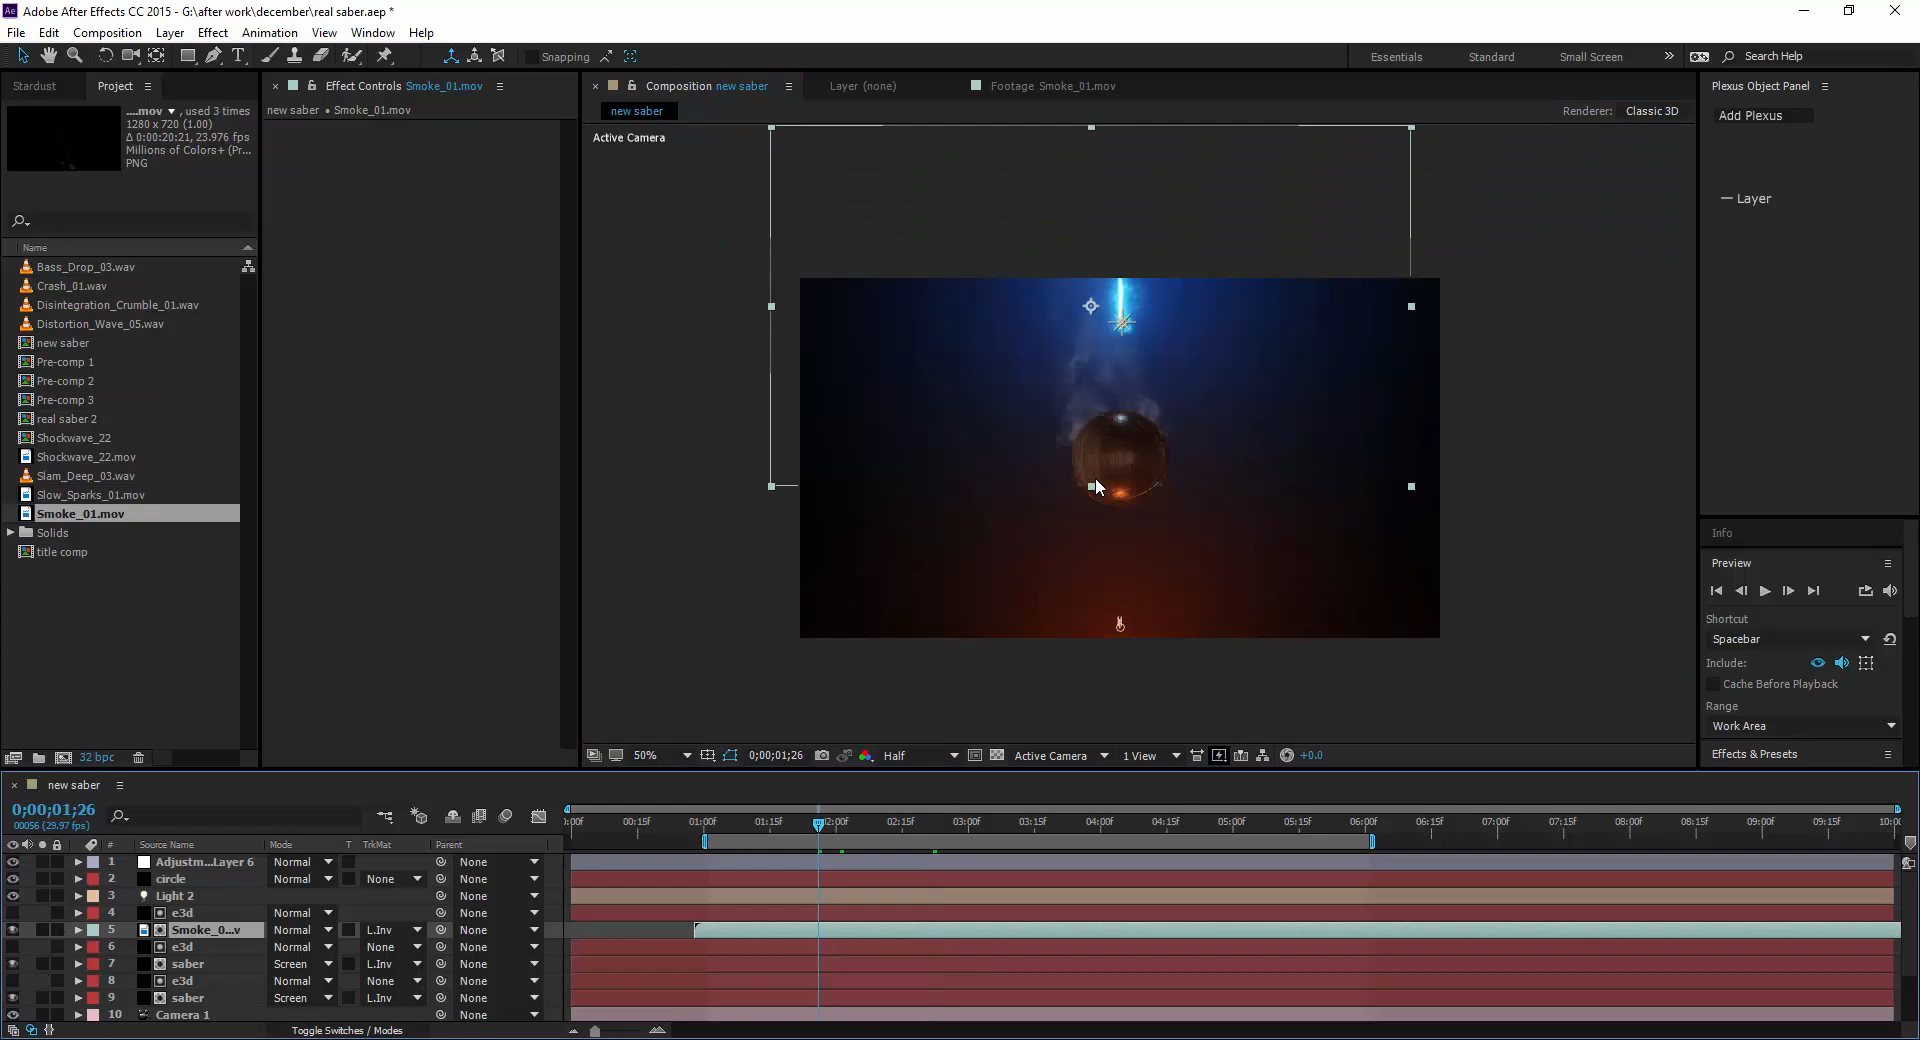 Adobe After Effects CC 2015 - G:\after work\december\real saber.aep *
File Edit Composition Layer Effect Animation View Window Help
Snapping
Essentials Standard Small Screen Search Help
Stardust Project
Effect Controls Smoke_01.mov
Composition new saber Layer (none) Footage Smoke_01.mov
Plexus Object Panel
....mov ▼, used 3 times
1280 x 720 (1.00)
Δ 0:00:20:21, 23.976 fps
Millions of Colors+ (Pr...
PNG
new saber • Smoke_01.mov
new saber
Renderer: Classic 3D
Add Plexus
Active Camera
Layer
Name
Bass_Drop_03.wav
Crash_01.wav
Disintegration_Crumble_01.wav
Distortion_Wave_05.wav
new saber
Pre-comp 1
Pre-comp 2
Pre-comp 3
real saber 2
Shockwave_22
Shockwave_22.mov
Slam_Deep_03.wav
Slow_Sparks_01.mov
Smoke_01.mov
Solids
title comp
Info
Preview
Shortcut
Spacebar
Include:
Cache Before Playback
Range
Work Area
Effects & Presets
32 bpc
50% 0;00;01;26 Half Active Camera 1 View +0.0
new saber
0;00;01;26
00056 (29.97 fps)
):00f 00:15f 01:00f 01:15f 02:00f 02:15f 03:00f 03:15f 04:00f 04:15f 05:00f 05:15f 06:00f 06:15f 07:00f 07:15f 08:00f 08:15f 09:00f 09:15f 10:00
# Source Name Mode T TrkMat Parent
1 Adjustm...Layer 6 Normal None
2 circle Normal None None
3 Light 2 None
4 e3d Normal None
5 Smoke_0...v Normal L.Inv None
6 e3d Normal None None
7 saber Screen L.Inv None
8 e3d Normal None None
9 saber Screen L.Inv None
10 Camera 1 None
Toggle Switches / Modes